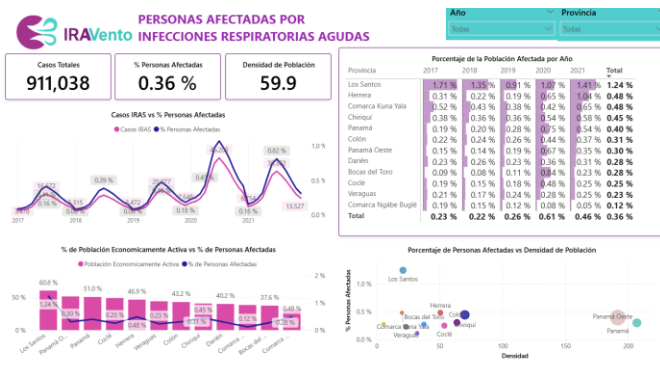 IRAVento
PERSONAS AFECTADAS POR
INFECCIONES RESPIRATORIAS AGUDAS
Año
Todas
Provincia
Todas
Casos Totales
911,038
% Personas Afectadas
0.36 %
Densidad de Población
59.9
Casos IRAS vs % Personas Afectadas
Casos IRAS % Personas Afectadas
1.0 %
0.5 %
0.0 %
0.16 %
0.39 %
0.10 %
0.82 %
0.16 %
13,527
2017 2018 2019 2020 2021
Porcentaje de la Población Afectada por Año
Provincia 2017 2018 2019 2020 2021 Total
Los Santos 1.71 % 1.35 % 0.91 % 1.07 % 1.41 % 1.24 %
Herrera 0.31 % 0.22 % 0.19 % 0.65 % 1.04 % 0.48 %
Comarca Kuna Yala 0.52 % 0.43 % 0.38 % 0.42 % 0.65 % 0.48 %
Chiriquí 0.38 % 0.36 % 0.36 % 0.54 % 0.58 % 0.45 %
Panamá 0.19 % 0.20 % 0.28 % 0.75 % 0.54 % 0.40 %
Colón 0.22 % 0.24 % 0.26 % 0.44 % 0.37 % 0.31 %
Panamá Oeste 0.15 % 0.14 % 0.19 % 0.67 % 0.35 % 0.30 %
Darién 0.23 % 0.26 % 0.23 % 0.36 % 0.31 % 0.28 %
Bocas del Toro 0.09 % 0.08 % 0.11 % 0.84 % 0.23 % 0.28 %
Coclé 0.19 % 0.15 % 0.18 % 0.48 % 0.25 % 0.25 %
Veraguas 0.21 % 0.17 % 0.24 % 0.28 % 0.25 % 0.23 %
Comarca Ngäbe Buglé 0.19 % 0.15 % 0.12 % 0.08 % 0.05 % 0.12 %
Total 0.23 % 0.22 % 0.26 % 0.61 % 0.46 % 0.36 %
% de Población Economicamente Activa vs % de Personas Afectadas
Población Economicamente Activa % de Personas Afectadas
50 %
0 %
2 %
1 %
0 %
60.8 % 51.0 % 46.9 % 43.2 % 40.2 % 37.6 %
1.24 % 0.30 % 0.25 % 0.48 % 0.25 % 0.31 % 0.45 % 0.12 % 0.28 % 0.48 %
Los Santos Panamá O... Panamá Coclé Herrera Veraguas Colón Chiriquí Darién Comarca ... Bocas del ... Comarca ...
Porcentaje de Personas Afectadas vs Densidad de Población
% Personas Afectadas
1.0 %
0.5 %
0.0 %
Los Santos
Herrera
Bocas del Toro
Comarca Kuna Yala
Chiriquí
Veraguas
Coclé
Panamá Oeste
Panamá
0 50 100 150 200
Densidad